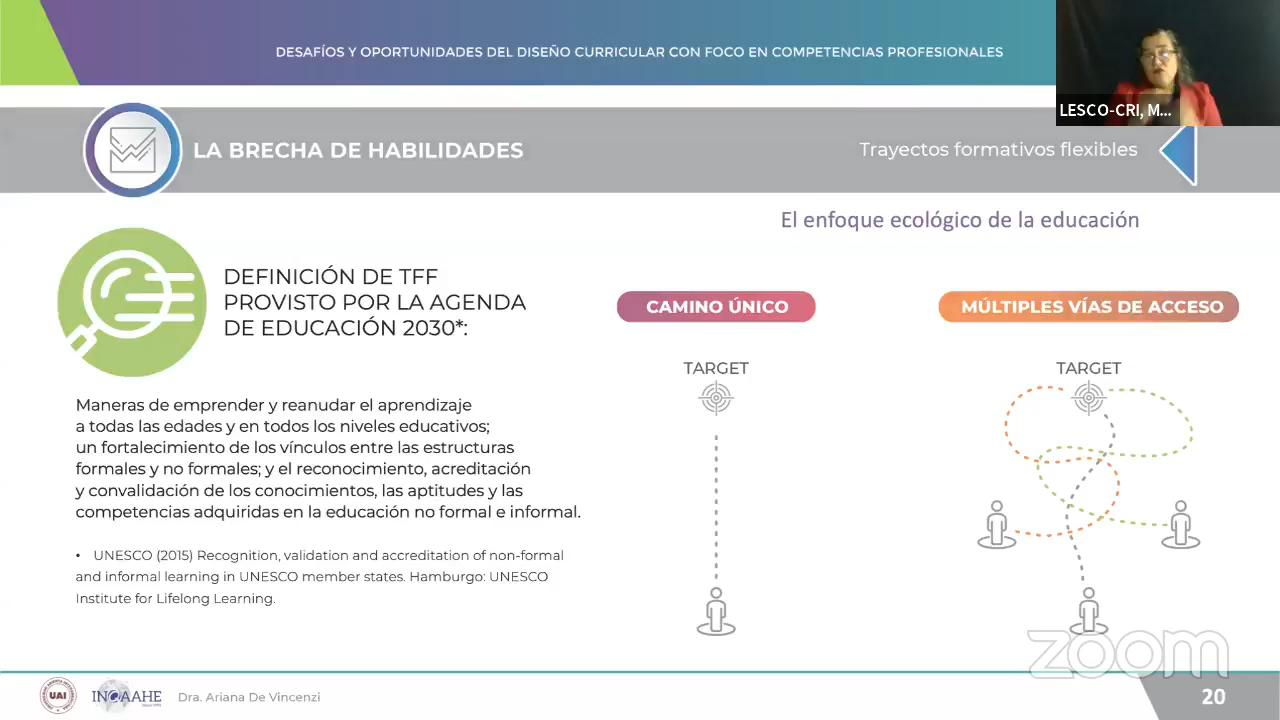 DESAFÍOS Y OPORTUNIDADES DEL DISEÑO CURRICULAR CON FOCO EN COMPETENCIAS PROFESIONALES
LESCO-CRI, M...
LA BRECHA DE HABILIDADES
Trayectos formativos flexibles
El enfoque ecológico de la educación
DEFINICIÓN DE TFF
PROVISTO POR LA AGENDA
DE EDUCACIÓN 2030*:
Maneras de emprender y reanudar el aprendizaje
a todas las edades y en todos los niveles educativos;
un fortalecimiento de los vínculos entre las estructuras
formales y no formales; y el reconocimiento, acreditación
y convalidación de los conocimientos, las aptitudes y las
competencias adquiridas en la educación no formal e informal.
• UNESCO (2015) Recognition, validation and accreditation of non-formal
and informal learning in UNESCO member states. Hamburgo: UNESCO
Institute for Lifelong Learning.
CAMINO ÚNICO
TARGET
MÚLTIPLES VÍAS DE ACCESO
TARGET
zoom
UAI
INQAAHE
Dra. Ariana De Vincenzi
20